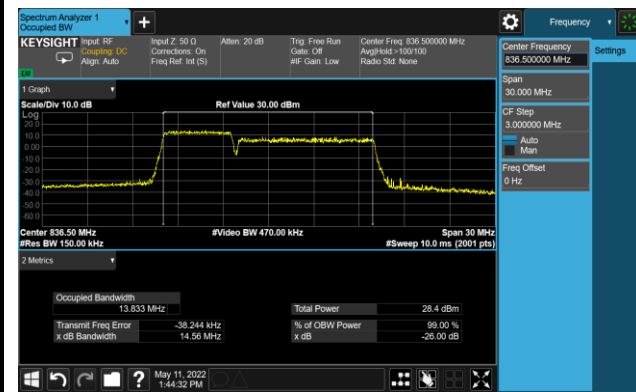 Spectrum Analyzer 1
Occupied BW
+
Frequency
KEYSIGHT
Input: RF
Coupling: DC
Align: Auto
Input Z: 50 Ω
Corrections: On
Freq Ref: Int (S)
Atten: 20 dB
Trig: Free Run
Gate: Off
#IF Gain: Low
Center Freq: 836.500000 MHz
Avg|Hold:>100/100
Radio Std: None
Center Frequency
836.500000 MHz
Settings
Span
30.000 MHz
CF Step
3.000000 MHz
Auto
Man
Freq Offset
0 Hz
1 Graph
Scale/Div 10.0 dB
Ref Value 30.00 dBm
Log
20.0
10.0
0.00
-10.0
-20.0
-30.0
-40.0
-50.0
-60.0
Center 836.50 MHz
#Video BW 470.00 kHz
Span 30 MHz
#Res BW 150.00 kHz
#Sweep 10.0 ms (2001 pts)
2 Metrics
Occupied Bandwidth
13.833 MHz
Total Power
28.4 dBm
Transmit Freq Error
-38.244 kHz
% of OBW Power
99.00 %
x dB Bandwidth
14.56 MHz
x dB
-26.00 dB
?
May 11, 2022
1:44:32 PM